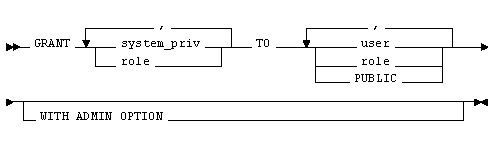 , ,
GRANT system_priv TO user
role role
PUBLIC
WITH ADMIN OPTION